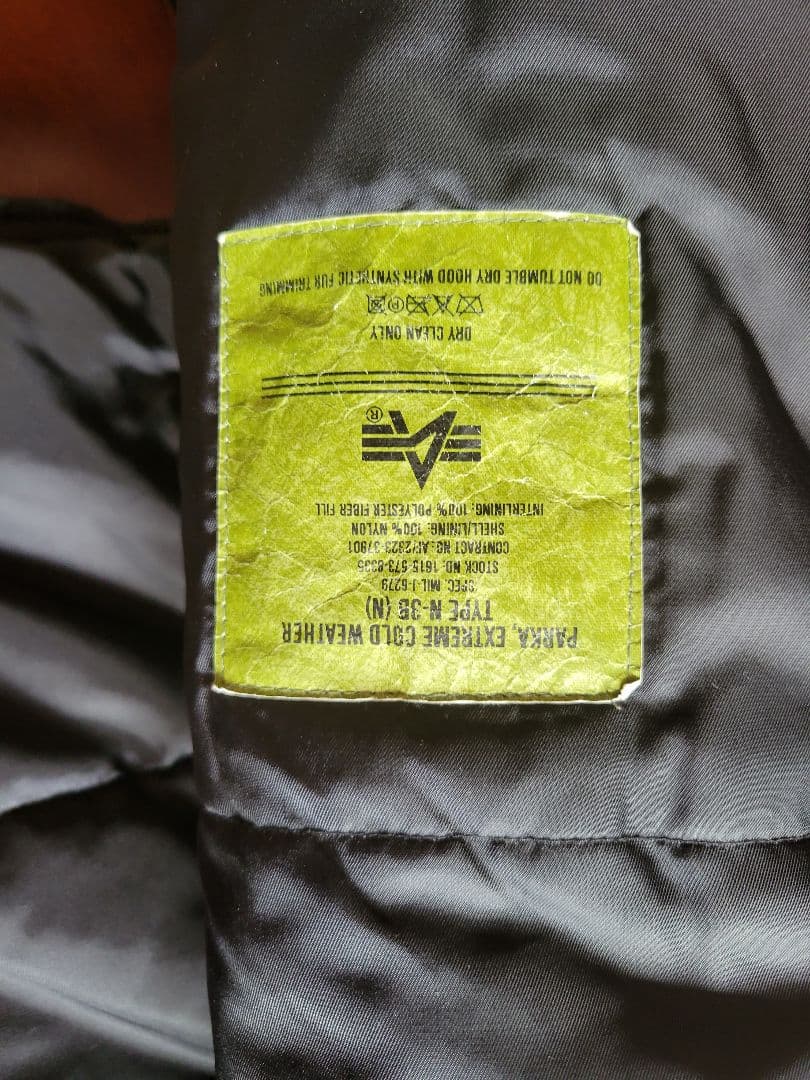 PARKA, EXTREME COLD WEATHER
TYPE N-3B (N)
SPEC. MIL-J-6279
STOCK NO. 1615-573-8335
CONTRACT NO. AF/2823-37801
SHELL/LINING: 100% NYLON
INTERLINING: 100% POLYESTER FIBER FILL
®
DRY CLEAN ONLY
P
DO NOT TUMBLE DRY HOOD WITH SYNTHETIC FUR TRIMMING